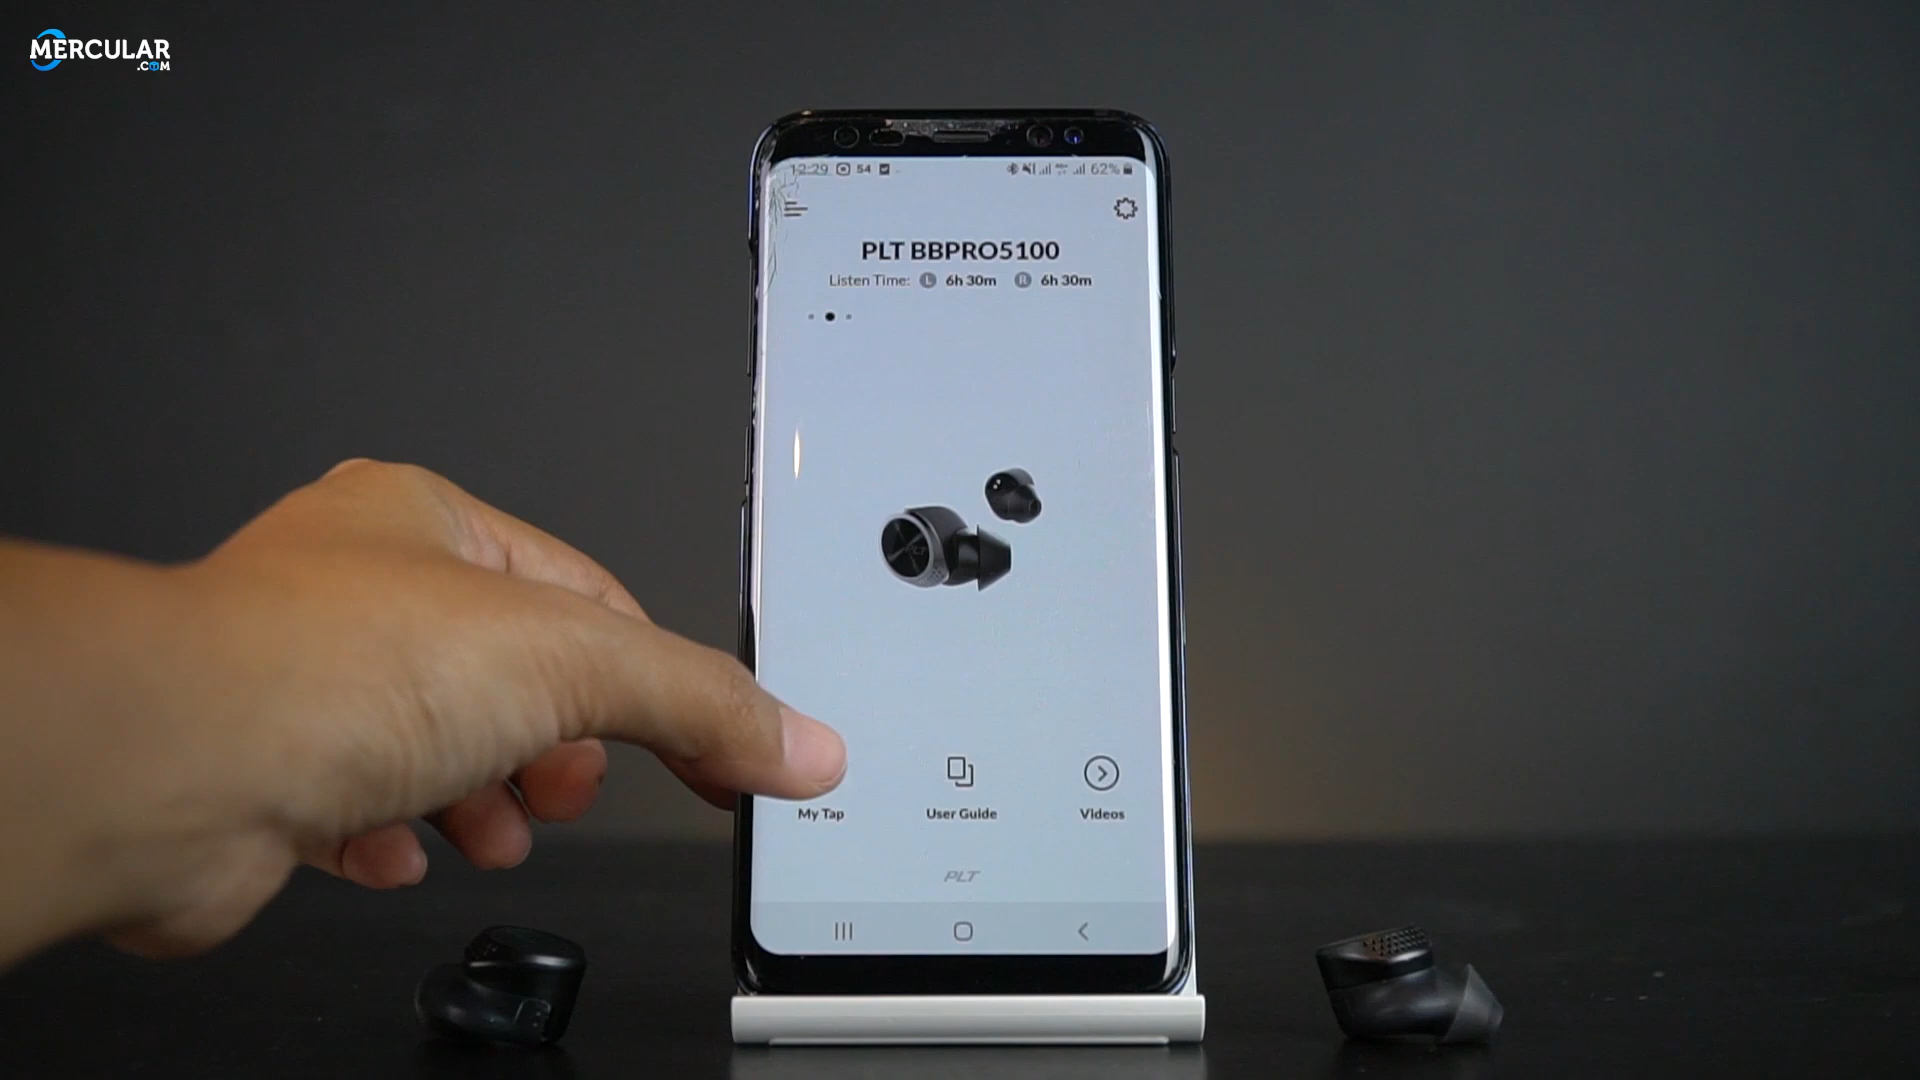 MERCULAR
.COM
12:29 54 62%
PLT BBPRO5100
Listen Time: L 6h 30m R 6h 30m
PLT
My Tap User Guide Videos
PLT